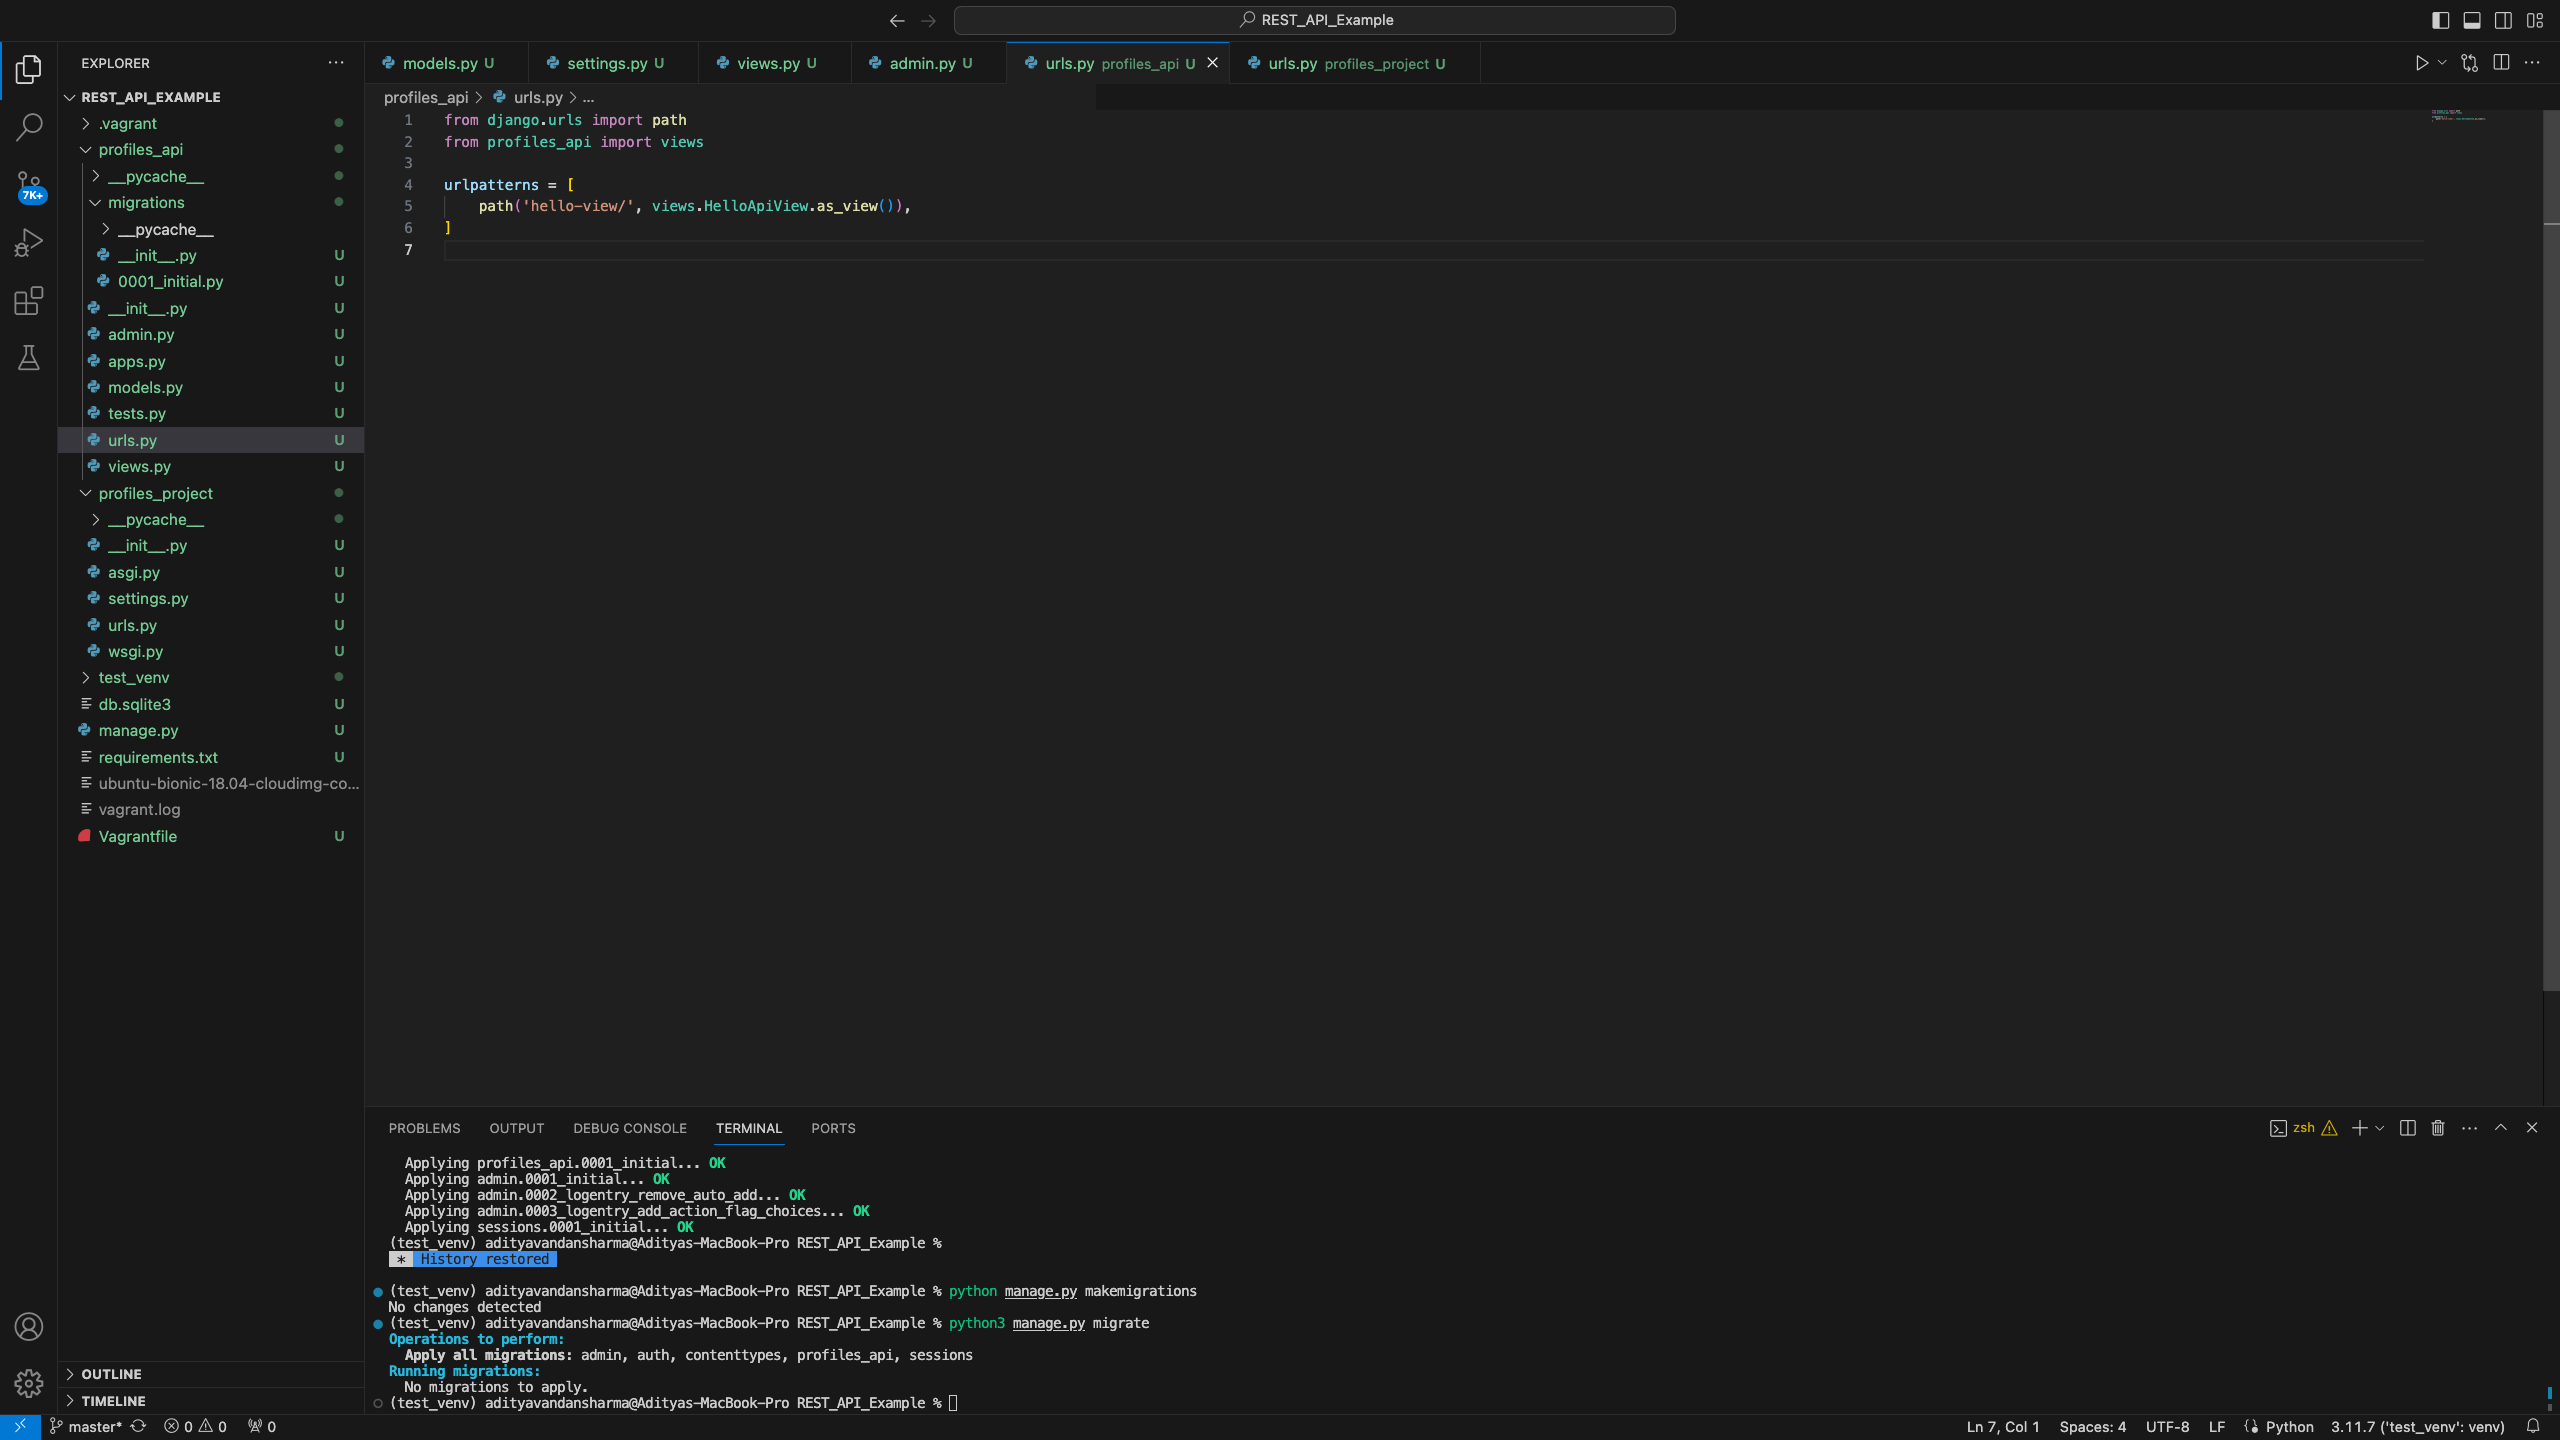 REST_API_Example
EXPLORER
REST_API_EXAMPLE
.vagrant
profiles_api
__pycache__
migrations
__pycache__
__init__.py U
0001_initial.py U
__init__.py U
admin.py U
apps.py U
models.py U
tests.py U
urls.py U
views.py U
profiles_project
__pycache__
__init__.py U
asgi.py U
settings.py U
urls.py U
wsgi.py U
test_venv
db.sqlite3 U
manage.py U
requirements.txt U
ubuntu-bionic-18.04-cloudimg-co...
vagrant.log
Vagrantfile U
OUTLINE
TIMELINE
7K+
models.py U settings.py U views.py U admin.py U urls.py profiles_api U urls.py profiles_project U
profiles_api > urls.py > ...
1 from django.urls import path
2 from profiles_api import views
3
4 urlpatterns = [
5 path('hello-view/', views.HelloApiView.as_view()),
6 ]
7
PROBLEMS OUTPUT DEBUG CONSOLE TERMINAL PORTS
zsh
Applying profiles_api.0001_initial... OK
Applying admin.0001_initial... OK
Applying admin.0002_logentry_remove_auto_add... OK
Applying admin.0003_logentry_add_action_flag_choices... OK
Applying sessions.0001_initial... OK
(test_venv) adityavandansharma@Adityas-MacBook-Pro REST_API_Example %
* History restored
(test_venv) adityavandansharma@Adityas-MacBook-Pro REST_API_Example % python manage.py makemigrations
No changes detected
(test_venv) adityavandansharma@Adityas-MacBook-Pro REST_API_Example % python3 manage.py migrate
Operations to perform:
Apply all migrations: admin, auth, contenttypes, profiles_api, sessions
Running migrations:
No migrations to apply.
(test_venv) adityavandansharma@Adityas-MacBook-Pro REST_API_Example %
master* 0 0 0 Ln 7, Col 1 Spaces: 4 UTF-8 LF Python 3.11.7 ('test_venv': venv)